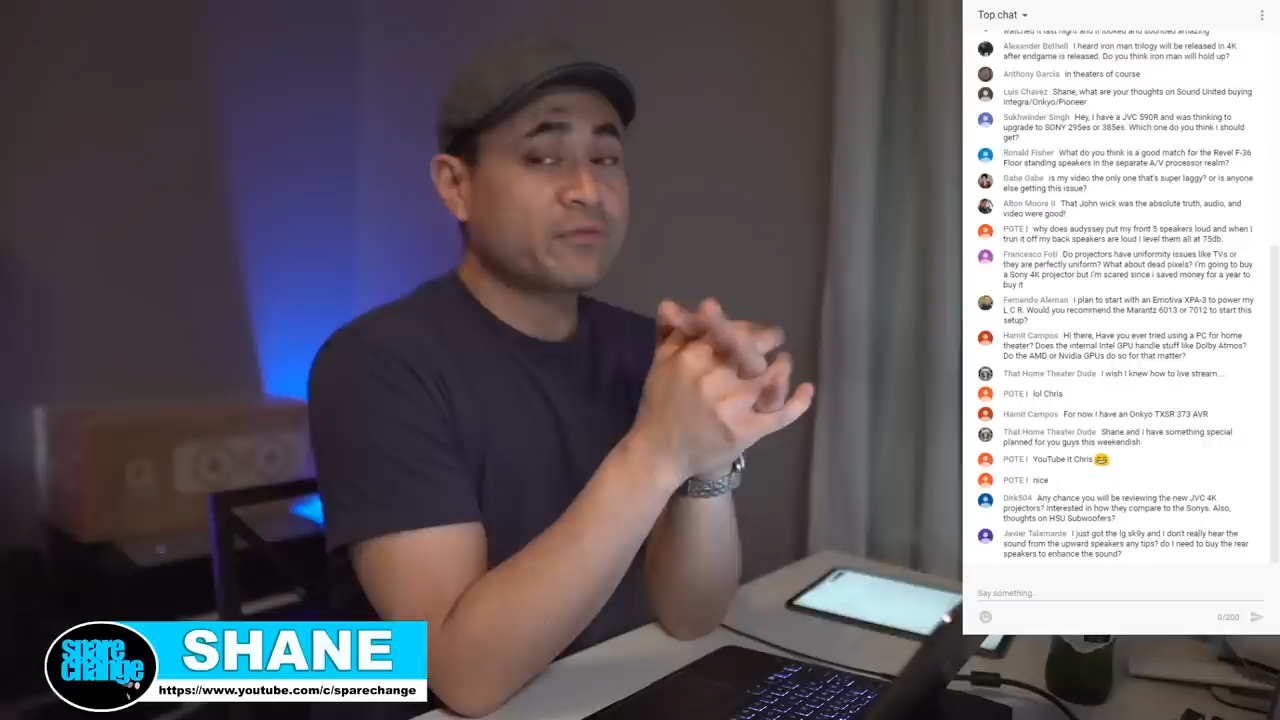 Top chat
watched it last night and it looked and sounded amazing
Alexander Bethell I heard iron man trilogy will be released in 4K
after endgame is released. Do you think iron man will hold up?
Anthony Garcia in theaters of course
Luis Chavez Shane, what are your thoughts on Sound United buying
Integra/Onkyo/Pioneer
Sukhwinder Singh Hey, I have a JVC 590R and was thinking to
upgrade to SONY 295es or 385es. Which one do you think i should
get?
Ronald Fisher What do you think is a good match for the Revel F-36
Floor standing speakers in the separate A/V processor realm?
Gabe Gabe is my video the only one that's super laggy? or is anyone
else getting this issue?
Alton Moore II That John wick was the absolute truth, audio, and
video were good!
POTE I why does audyssey put my front 5 speakers loud and when I
trun it off my back speakers are loud I level them all at 75db.
Francesco Foti Do projectors have uniformity issues like TVs or
they are perfectly uniform? What about dead pixels? I'm going to buy
a Sony 4K projector but I'm scared since i saved money for a year to
buy it
Fernando Aleman I plan to start with an Emotiva XPA-3 to power my
L C R. Would you recommend the Marantz 6013 or 7012 to start this
setup?
Hamit Campos Hi there, Have you ever tried using a PC for home
theater? Does the internal Intel GPU handle stuff like Dolby Atmos?
Do the AMD or Nvidia GPUs do so for that matter?
That Home Theater Dude I wish I knew how to live stream...
POTE I lol Chris
Hamit Campos For now I have an Onkyo TXSR 373 AVR
That Home Theater Dude Shane and I have something special
planned for you guys this weekendish
POTE I YouTube It Chris😂
POTE I nice
Dirk504 Any chance you will be reviewing the new JVC 4K
projectors? Interested in how they compare to the Sonys. Also,
thoughts on HSU Subwoofers?
Javier Talamante I just got the lg sk9y and I don't really hear the
sound from the upward speakers any tips? do I need to buy the rear
speakers to enhance the sound?
Say something...
0/200
spare
change
SHANE
https://www.youtube.com/c/sparechange